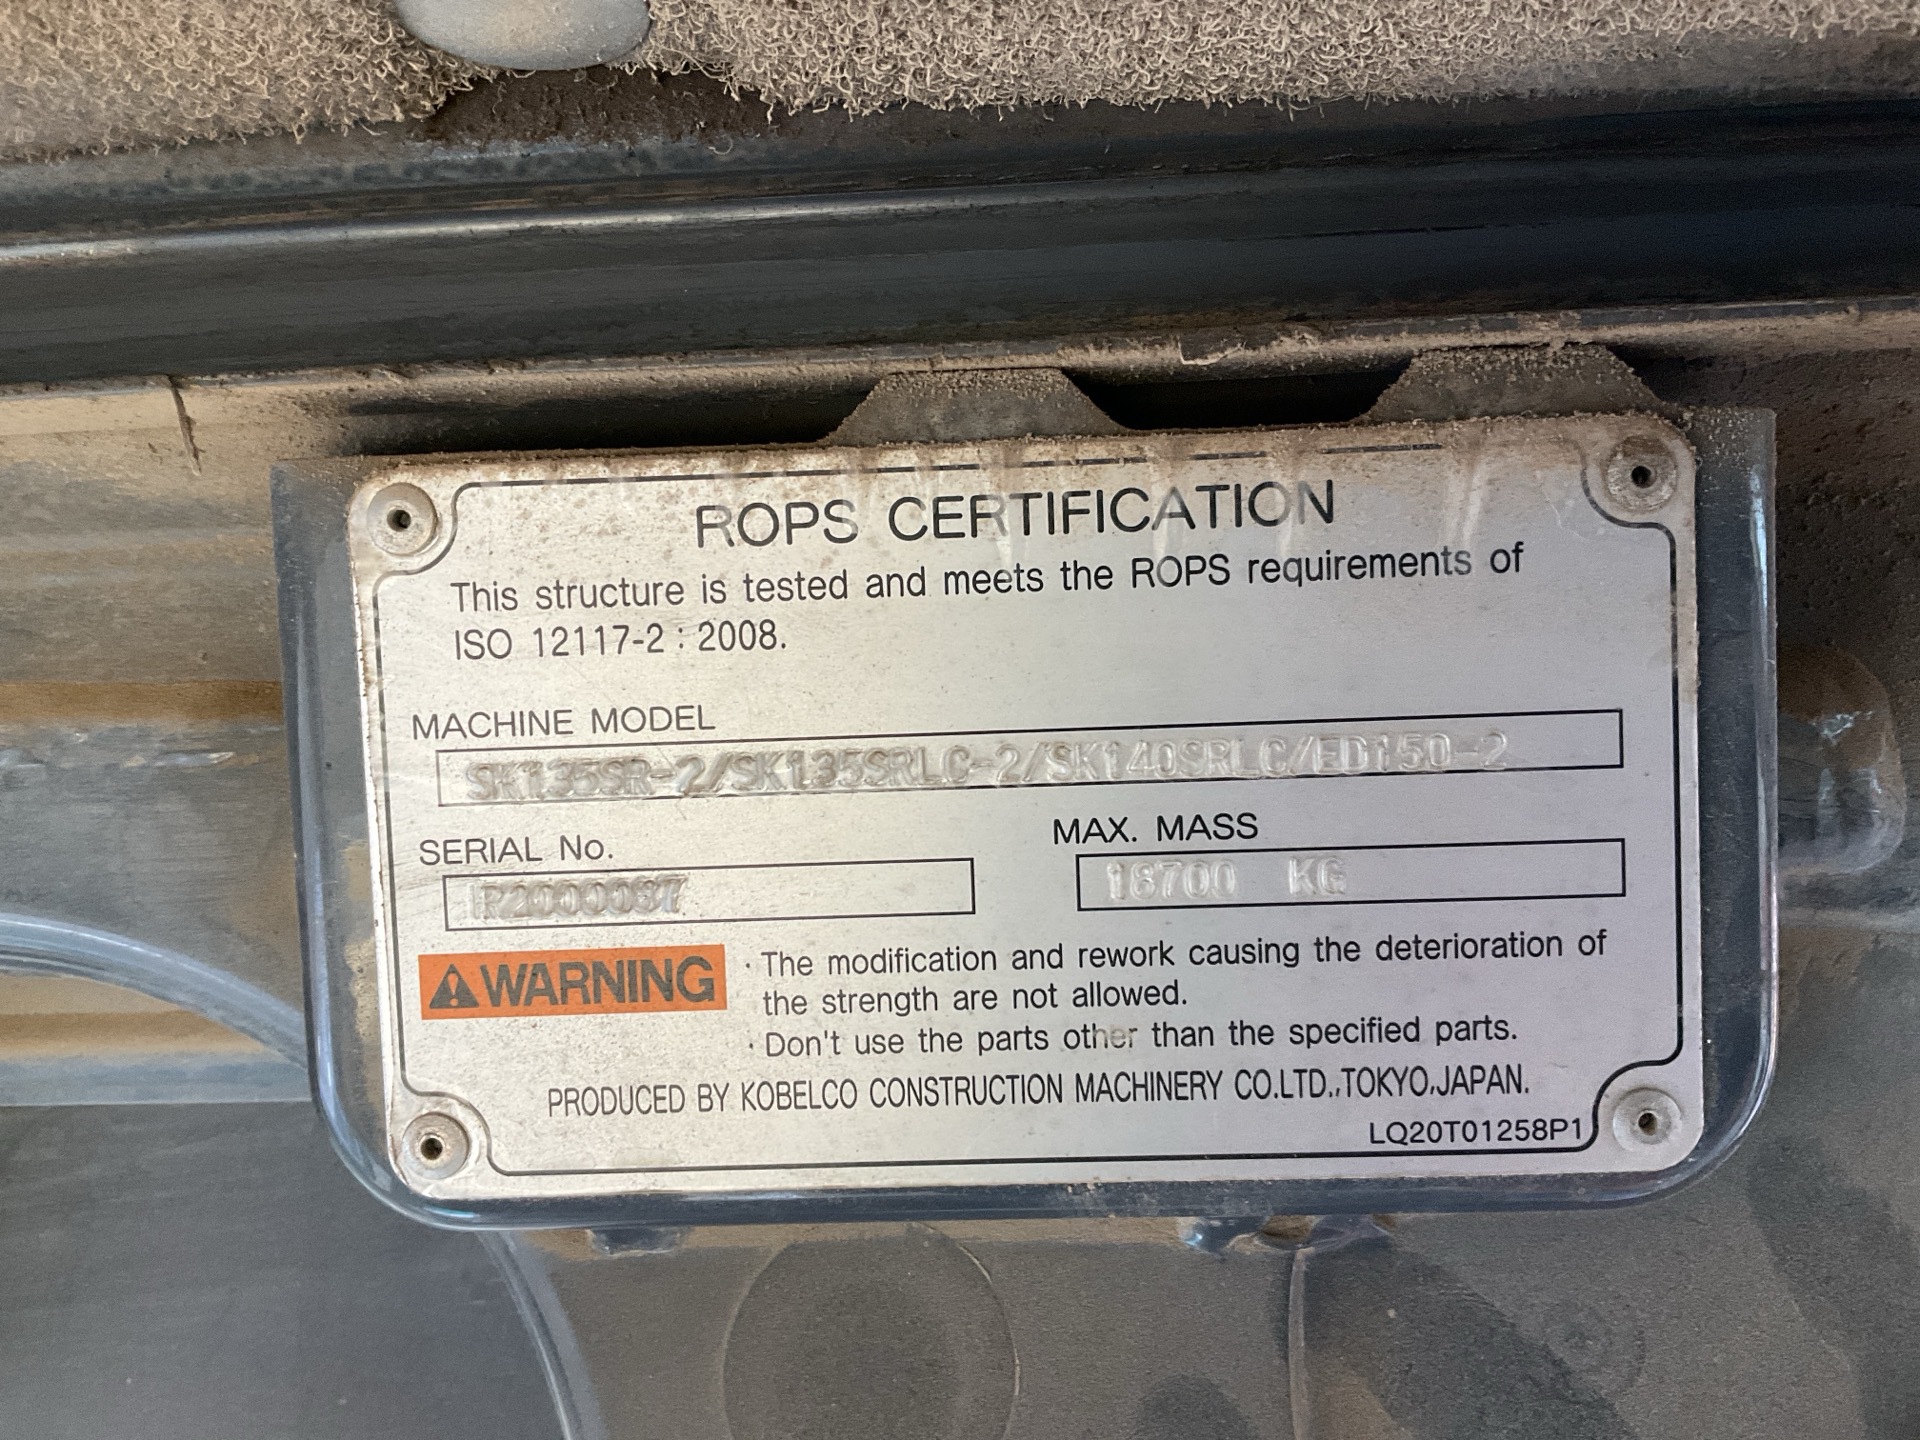 ROPS CERTIFICATION
This structure is tested and meets the ROPS requirements of
ISO 12117-2 : 2008.
MACHINE MODEL
SK135SR-2/SK135SRLC-2/SK140SRLC/ED150-2
SERIAL No.
MAX. MASS
18700 KG
⚠WARNING
· The modification and rework causing the deterioration of
the strength are not allowed.
· Don't use the parts other than the specified parts.
PRODUCED BY KOBELCO CONSTRUCTION MACHINERY CO.LTD.,TOKYO,JAPAN.
LQ20T01258P1